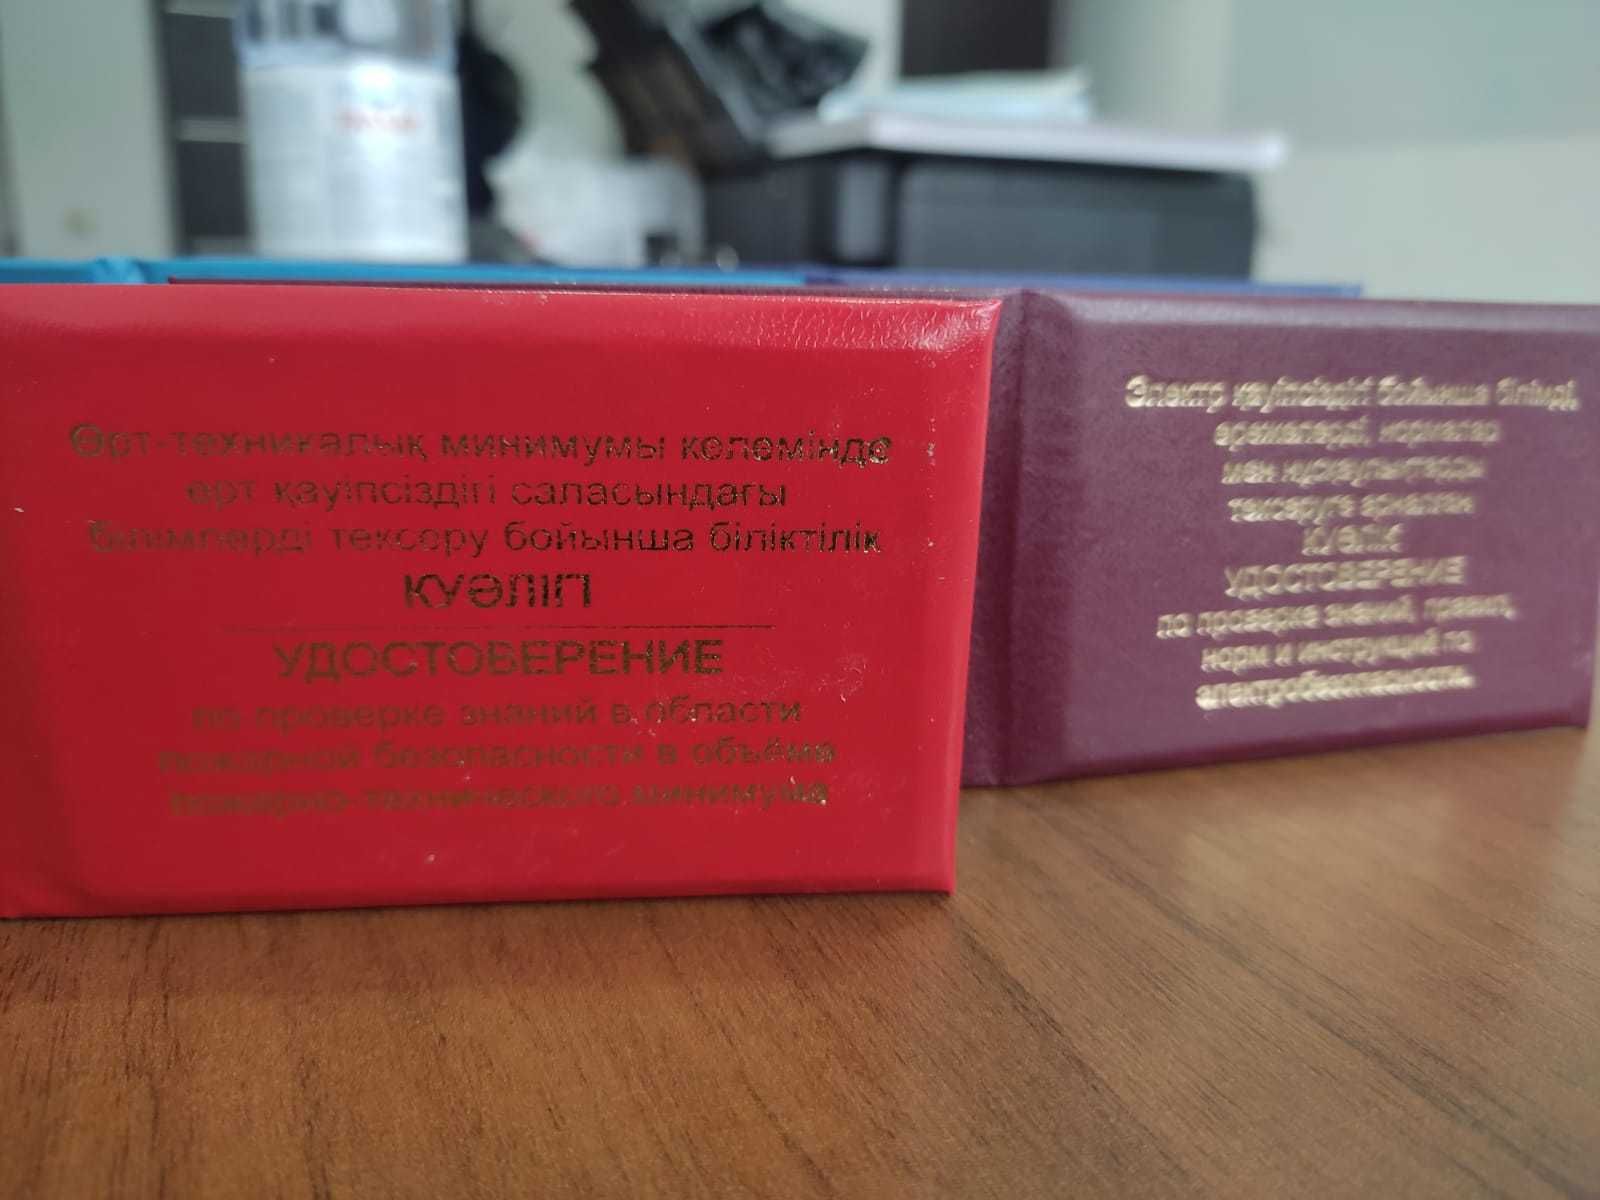 Өрт-техникалық минимумы көлемінде
өрт қауіпсіздігі саласындағы
білімлерді тексеру бойынша біліктілік
КУӘЛІГІ
УДОСТОВЕРЕНИЕ
по проверке знаний в области
пожарной безопасности в объёме
пожарно-технического минимума
Электр қауіпсіздігі бойынша білімді,
ережелерді, нормалар
мен нұсқаулықтарды
тексеруге арналған
КУӘЛІК
УДОСТОВЕРЕНИЕ
по проверке знаний, правил,
норм и инструкций по
электробезопасности.